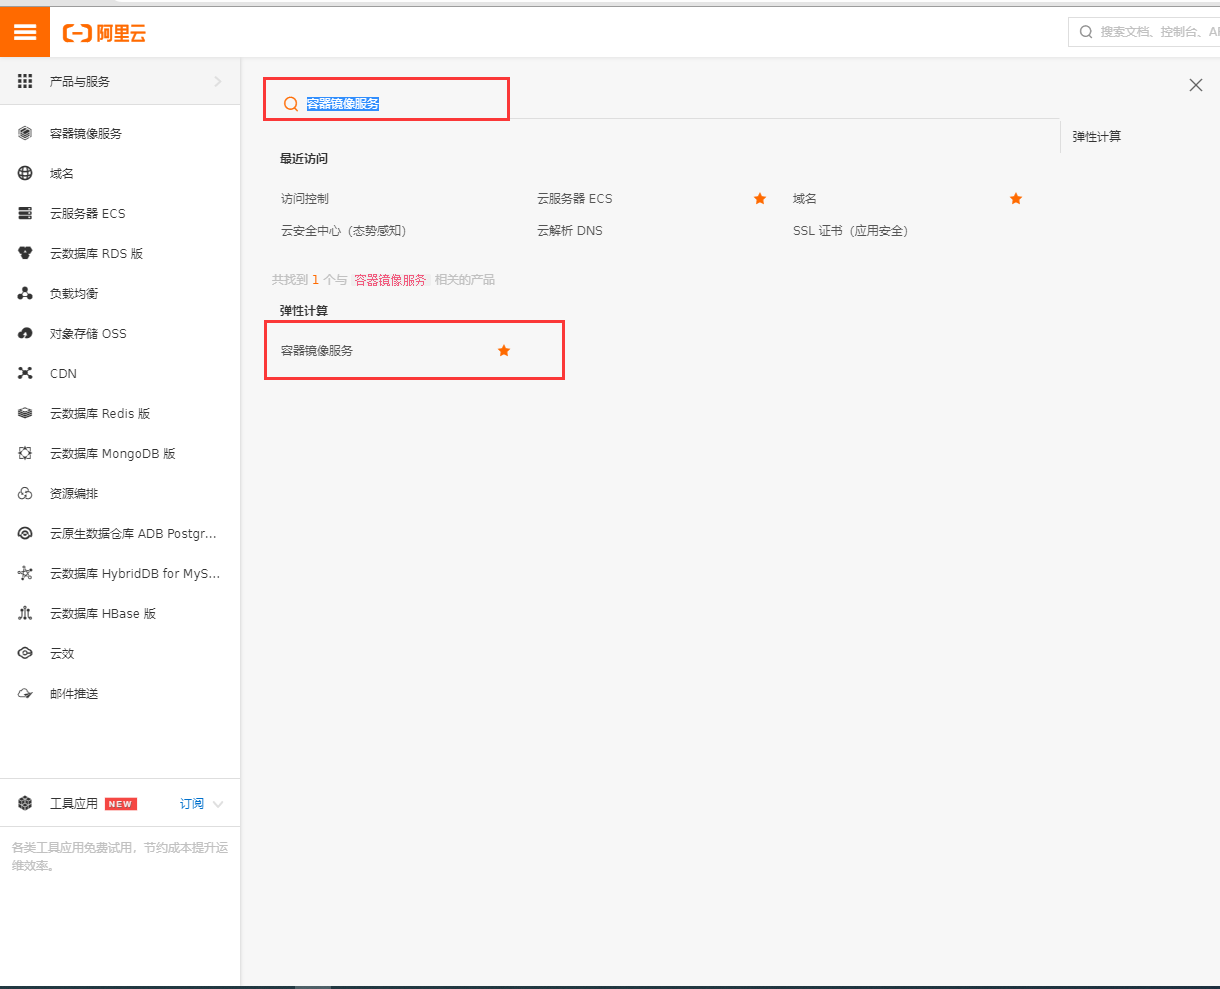 阿里云
搜索文档、控制台、AP
产品与服务
容器镜像服务
域名
云服务器 ECS
云数据库 RDS 版
负载均衡
对象存储 OSS
CDN
云数据库 Redis 版
云数据库 MongoDB 版
资源编排
云原生数据仓库 ADB Postgr...
云数据库 HybridDB for MyS...
云数据库 HBase 版
云效
邮件推送
工具应用 NEW 订阅
各类工具应用免费试用，节约成本提升运
维效率。
容器镜像服务
弹性计算
最近访问
访问控制 云服务器 ECS 域名
云安全中心（态势感知） 云解析 DNS SSL 证书（应用安全）
共找到 1 个与 容器镜像服务 相关的产品
弹性计算
容器镜像服务